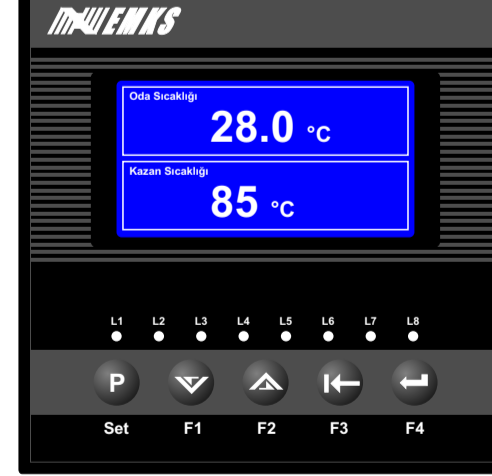 EMKS
Oda Sıcaklığı
28.0 °C
Kazan Sıcaklığı
85 °C
L1 L2 L3 L4 L5 L6 L7 L8
P
Set F1 F2 F3 F4